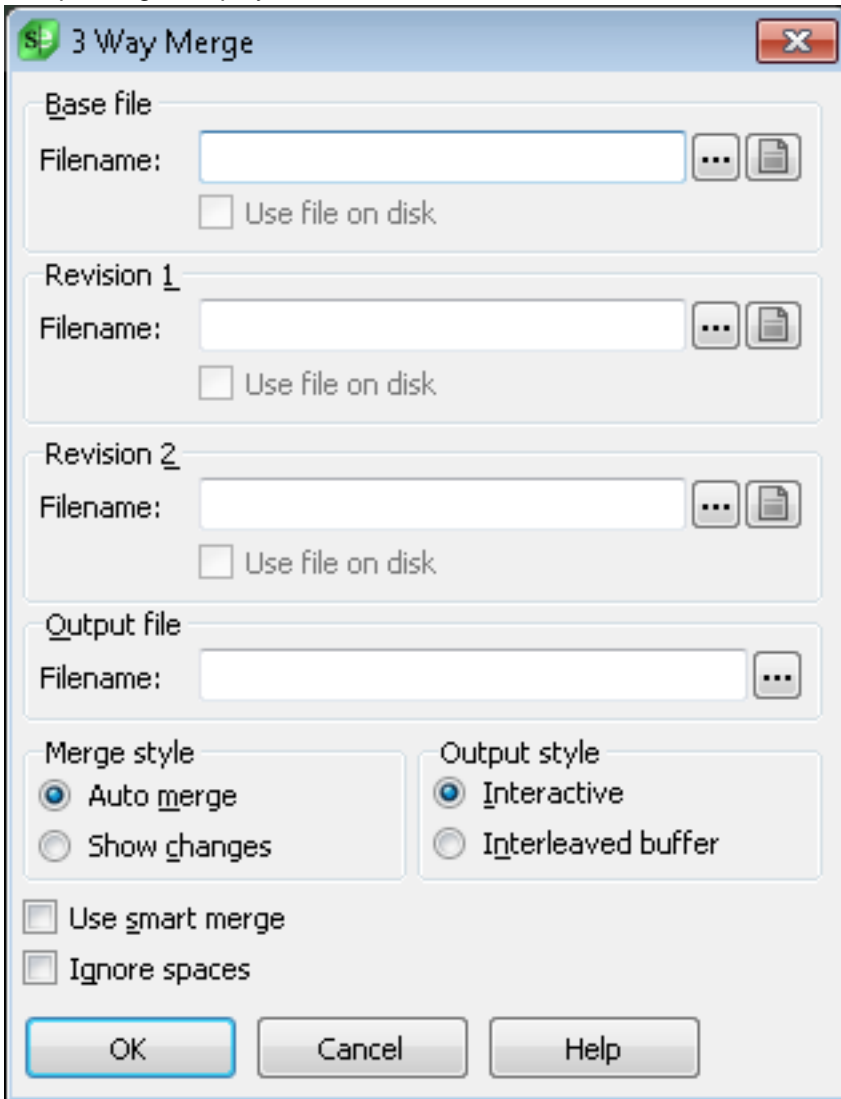 3 Way Merge
Base file
Filename:
Use file on disk
Revision 1
Filename:
Use file on disk
Revision 2
Filename:
Use file on disk
Output file
Filename:
Merge style
Auto merge
Show changes
Output style
Interactive
Interleaved buffer
Use smart merge
Ignore spaces
OK Cancel Help